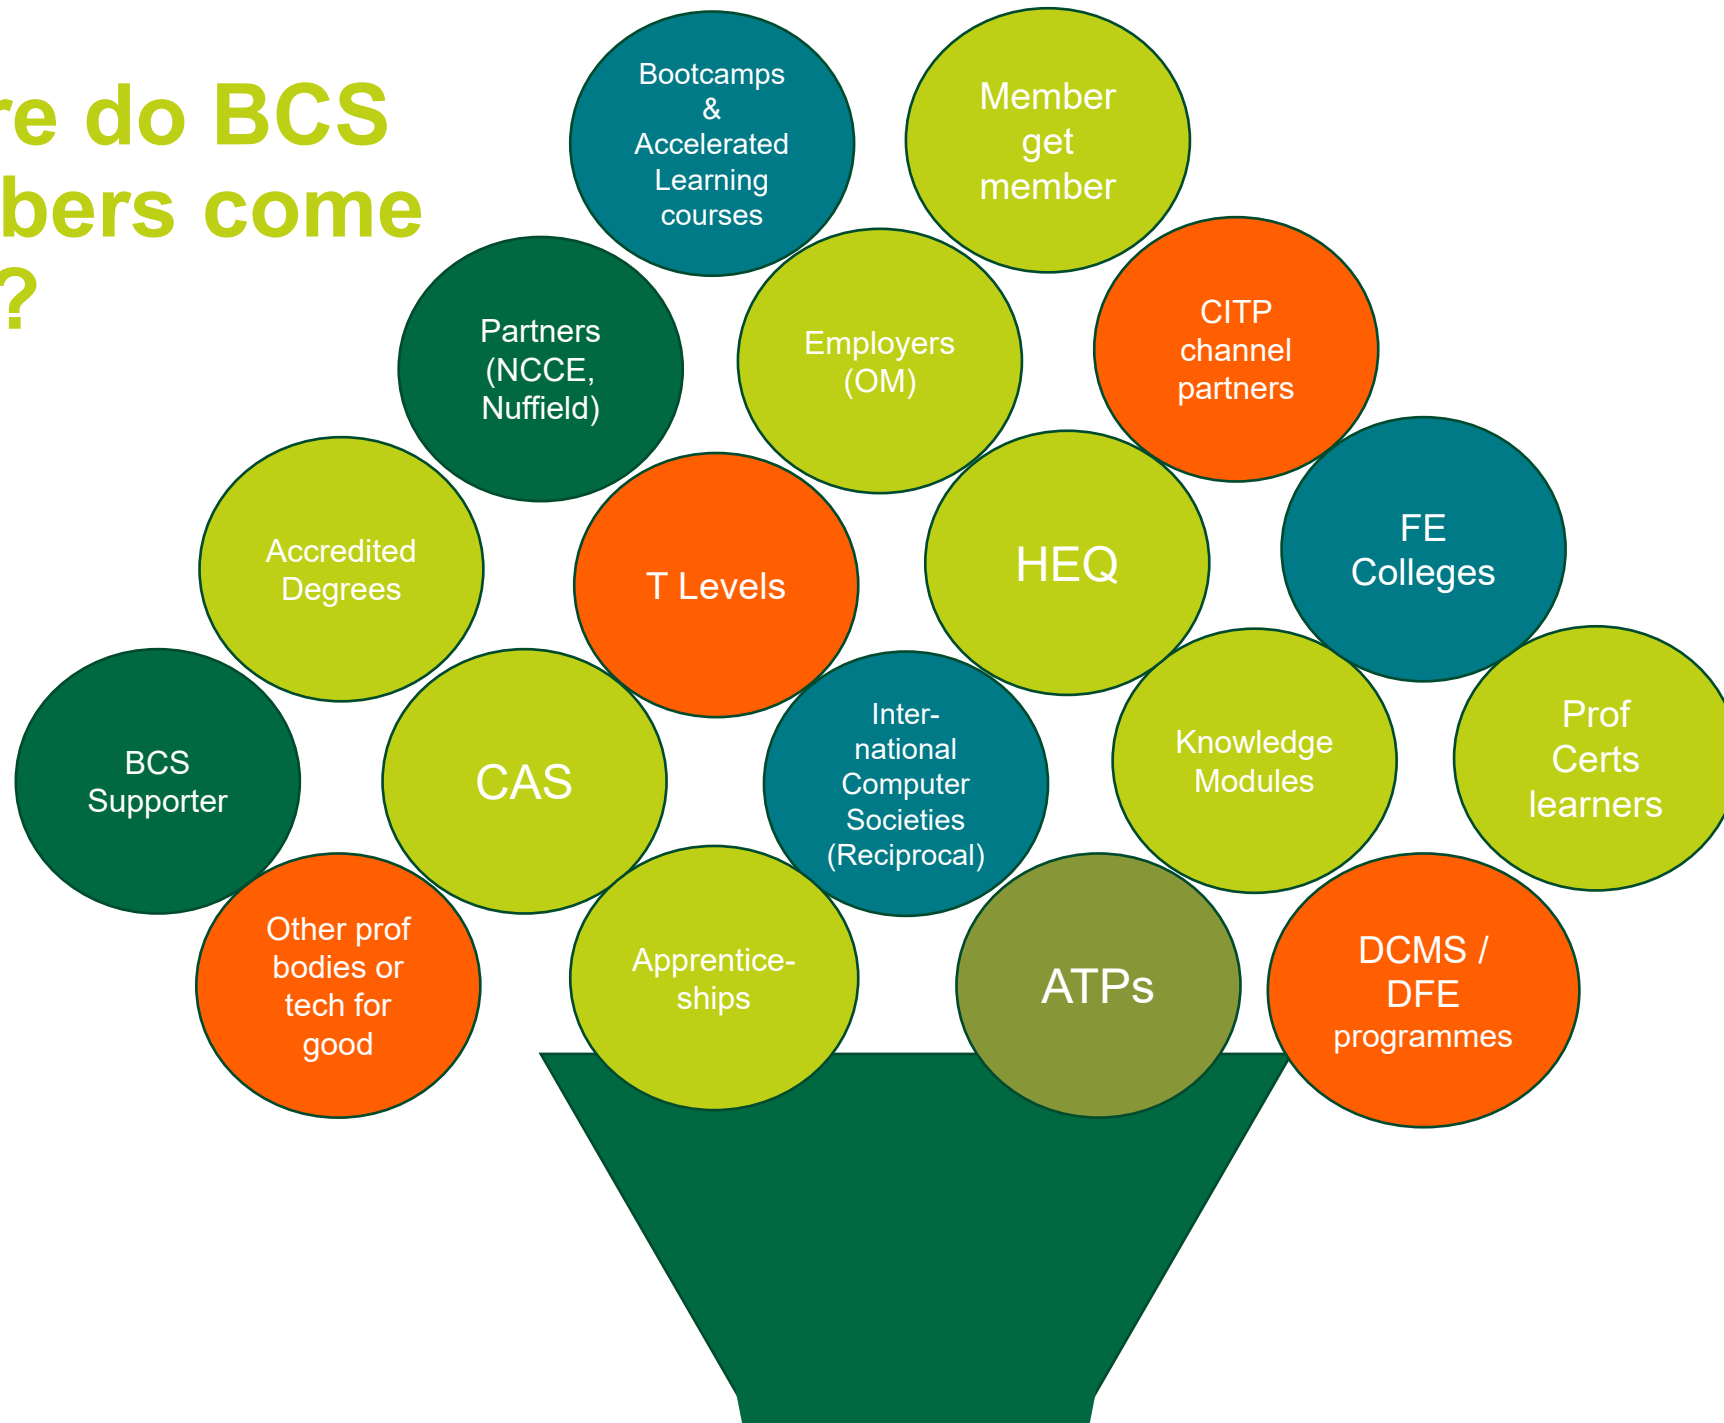 re do BCS
bers come
?
Bootcamps
&
Accelerated
Learning
courses
Member
get
member
Partners
(NCCE,
Nuffield)
Employers
(OM)
CITP
channel
partners
Accredited
Degrees
T Levels
HEQ
FE
Colleges
BCS
Supporter
CAS
Inter-
national
Computer
Societies
(Reciprocal)
Knowledge
Modules
Prof
Certs
learners
Other prof
bodies or
tech for
good
Apprentice-
ships
ATPs
DCMS /
DFE
programmes